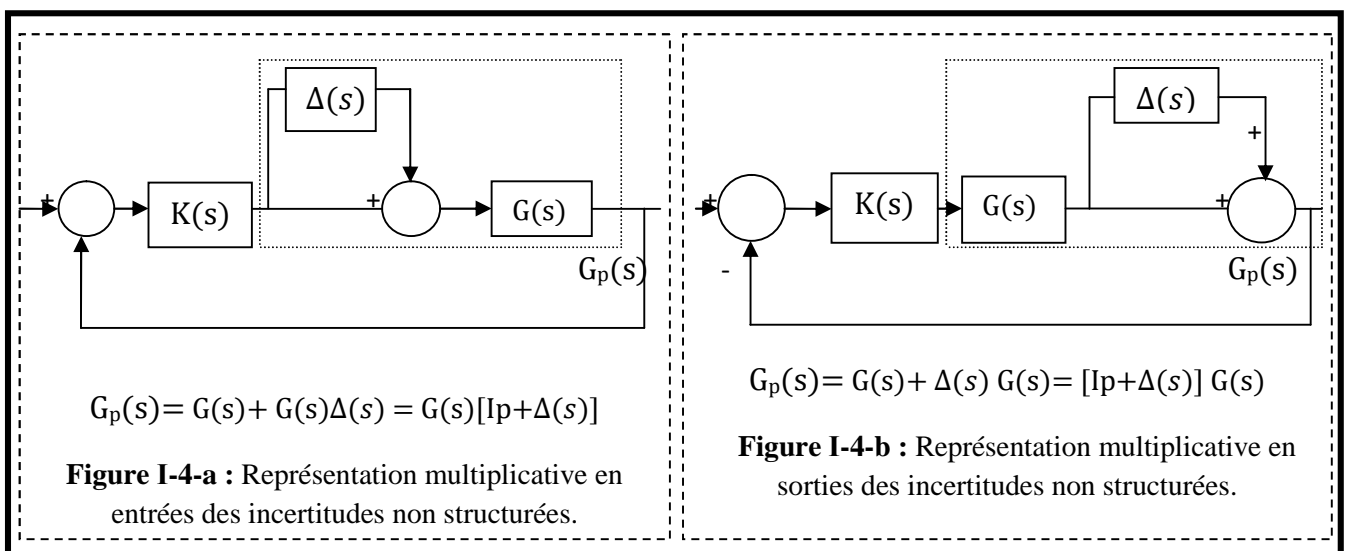 Δ(s)
+
K(s)
+
G(s)
Gₚ(s)
Gₚ(s)= G(s)+ G(s)Δ(s) = G(s)[Ip+Δ(s)]
Figure I-4-a : Représentation multiplicative en
entrées des incertitudes non structurées.
Δ(s)
+
+
K(s)
G(s)
+
-
Gₚ(s)
Gₚ(s)= G(s)+ Δ(s) G(s)= [Ip+Δ(s)] G(s)
Figure I-4-b : Représentation multiplicative en
sorties des incertitudes non structurées.